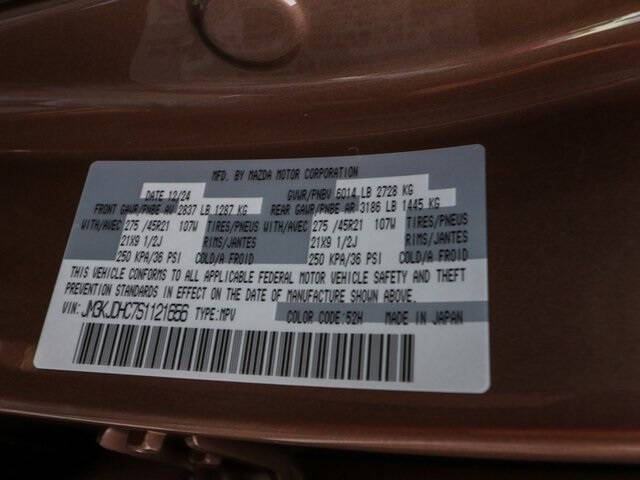 MFD. BY MAZDA MOTOR CORPORATION
DATE 12/24 GVWR/PNBV 6014 LB 2728 KG
FRONT GAWR/PNBE AV 2837 LB 1287 KG REAR GAWR/PNBE AR 3186 LB 1445 KG
WITH/AVEC 275 /45R21 107W TIRES/PNEUS WITH/AVEC 275 /45R21 107W TIRES/PNEUS
21X9 1/2J RIMS/JANTES 21X9 1/2J RIMS/JANTES
250 KPA/36 PSI COLD/A FROID 250 KPA/36 PSI COLD/A FROID
THIS VEHICLE CONFORMS TO ALL APPLICABLE FEDERAL MOTOR VEHICLE SAFETY AND THEFT
PREVENTION STANDARDS IN EFFECT ON THE DATE OF MANUFACTURE SHOWN ABOVE.
VIN: JM3KJDHC7S1121656 TYPE:MPV COLOR CODE:52H MADE IN JAPAN